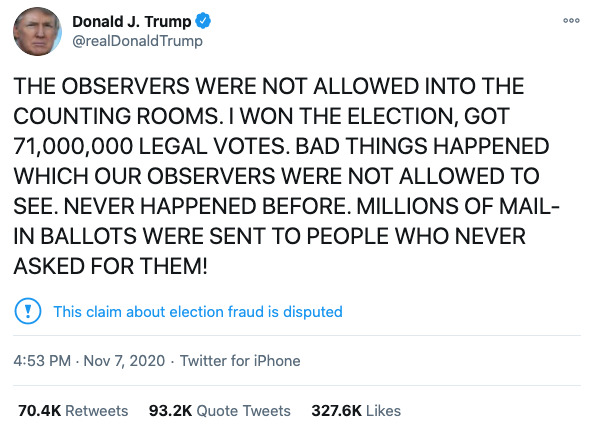 Donald J. Trump
@realDonaldTrump
THE OBSERVERS WERE NOT ALLOWED INTO THE
COUNTING ROOMS. I WON THE ELECTION, GOT
71,000,000 LEGAL VOTES. BAD THINGS HAPPENED
WHICH OUR OBSERVERS WERE NOT ALLOWED TO
SEE. NEVER HAPPENED BEFORE. MILLIONS OF MAIL-
IN BALLOTS WERE SENT TO PEOPLE WHO NEVER
ASKED FOR THEM!
This claim about election fraud is disputed
4:53 PM · Nov 7, 2020 · Twitter for iPhone
70.4K Retweets 93.2K Quote Tweets 327.6K Likes